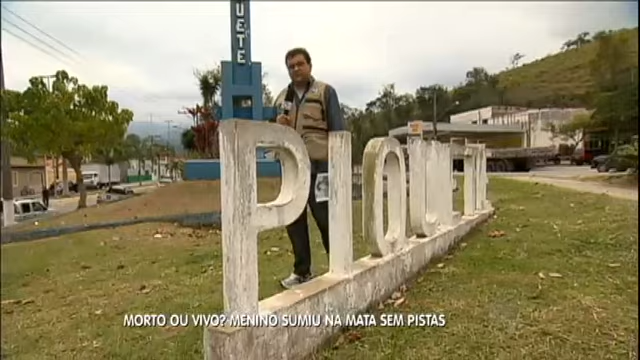 UETE
PIQUETE
MORTO OU VIVO? MENINO SUMIU NA MATA SEM PISTAS